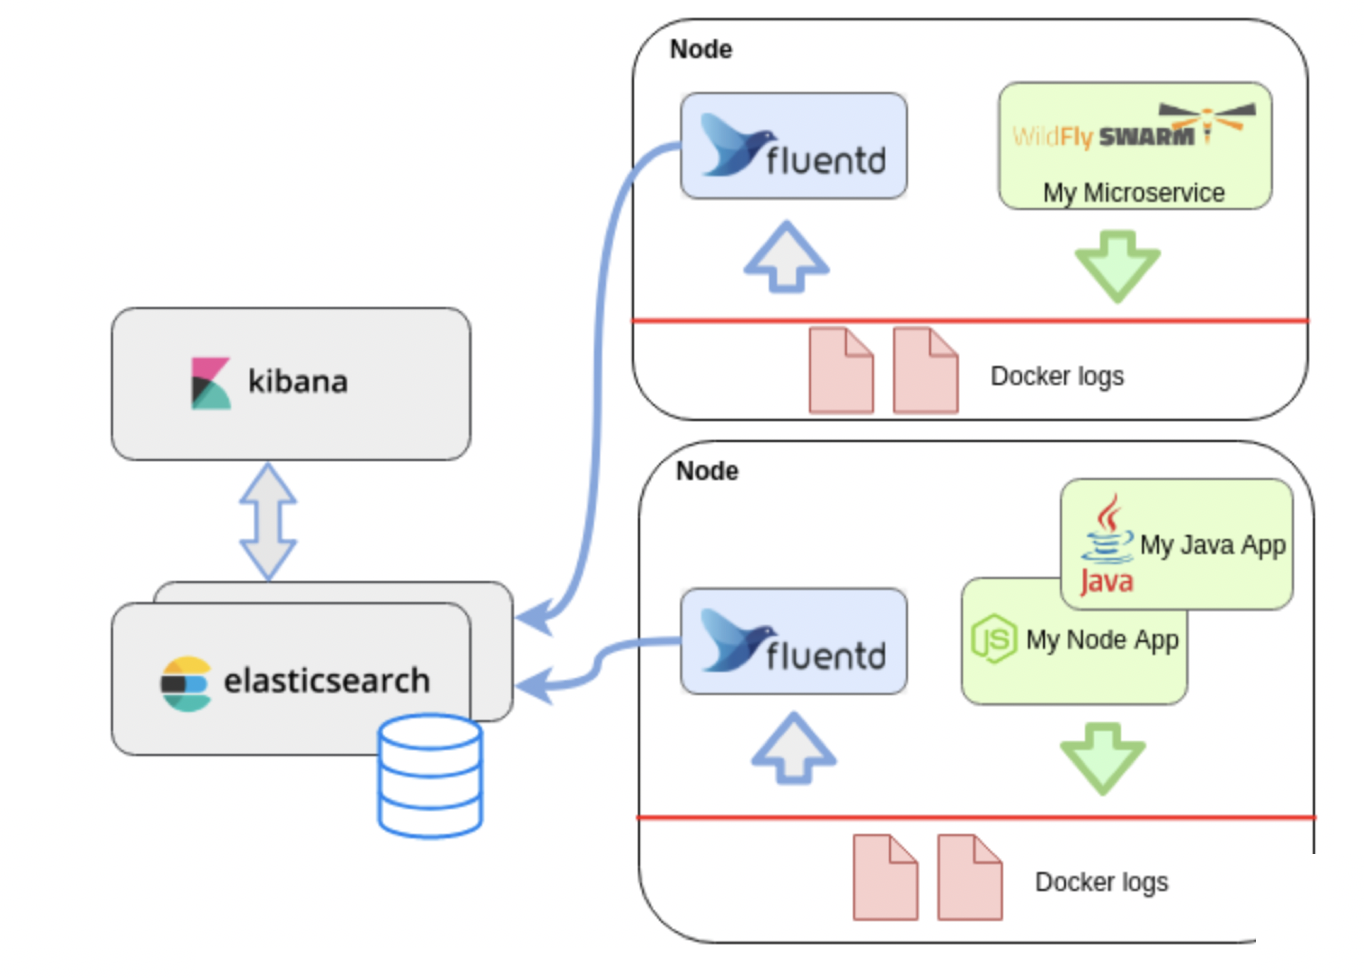 Node
fluentd
WildFly SWARM
My Microservice
Docker logs
kibana
elasticsearch
Node
fluentd
Java
My Java App
JS
My Node App
Docker logs